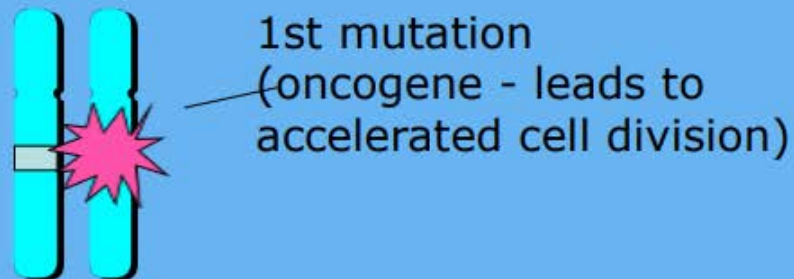 1st mutation
(oncogene - leads to
accelerated cell division)